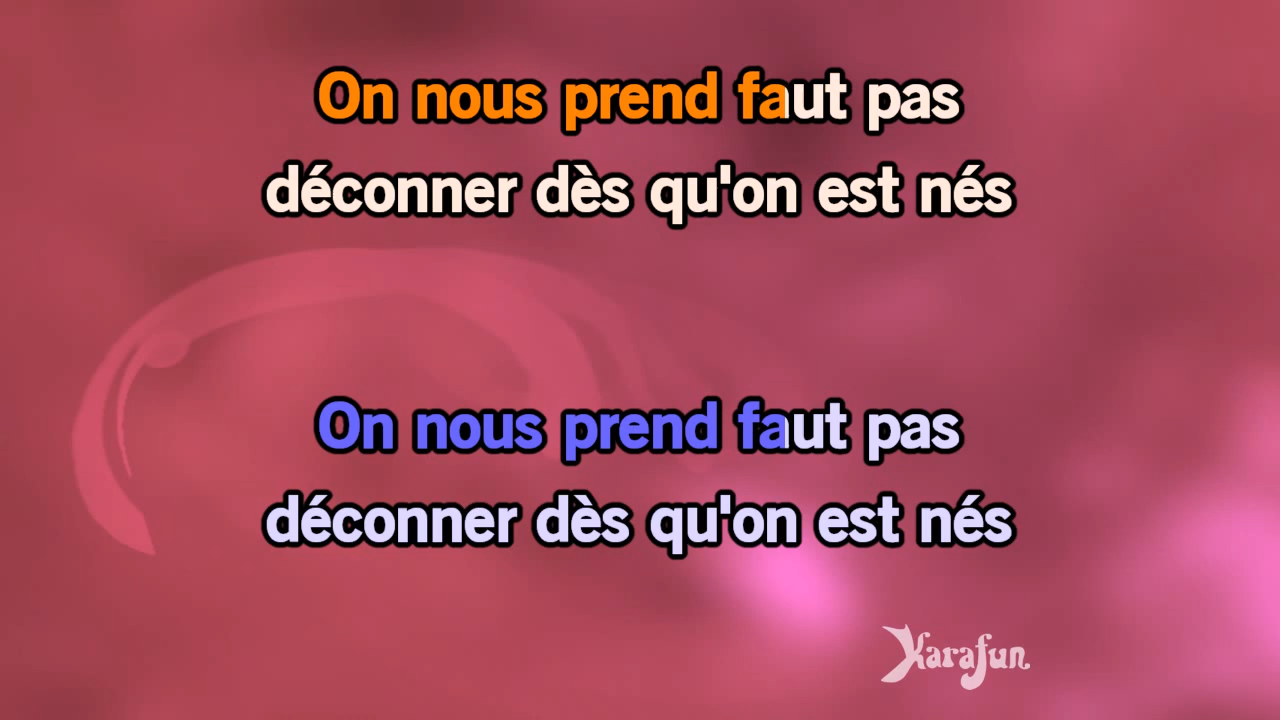 On nous prend faut pas
déconner dès qu'on est nés
On nous prend faut pas
déconner dès qu'on est nés
Karafun